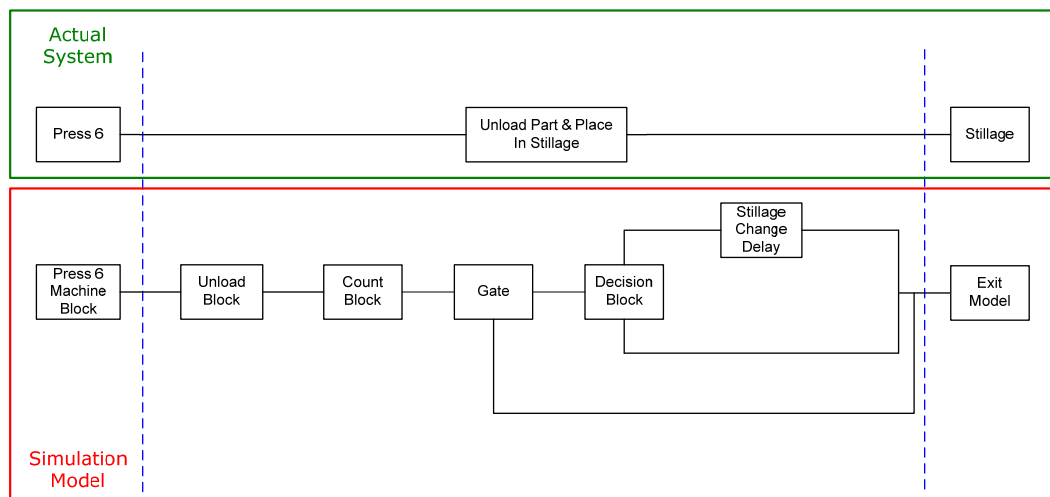 Actual
System
Press 6
Unload Part & Place
In Stillage
Stillage
Stillage
Change
Delay
Press 6
Machine
Block
Unload
Block
Count
Block
Gate
Decision
Block
Exit
Model
Simulation
Model